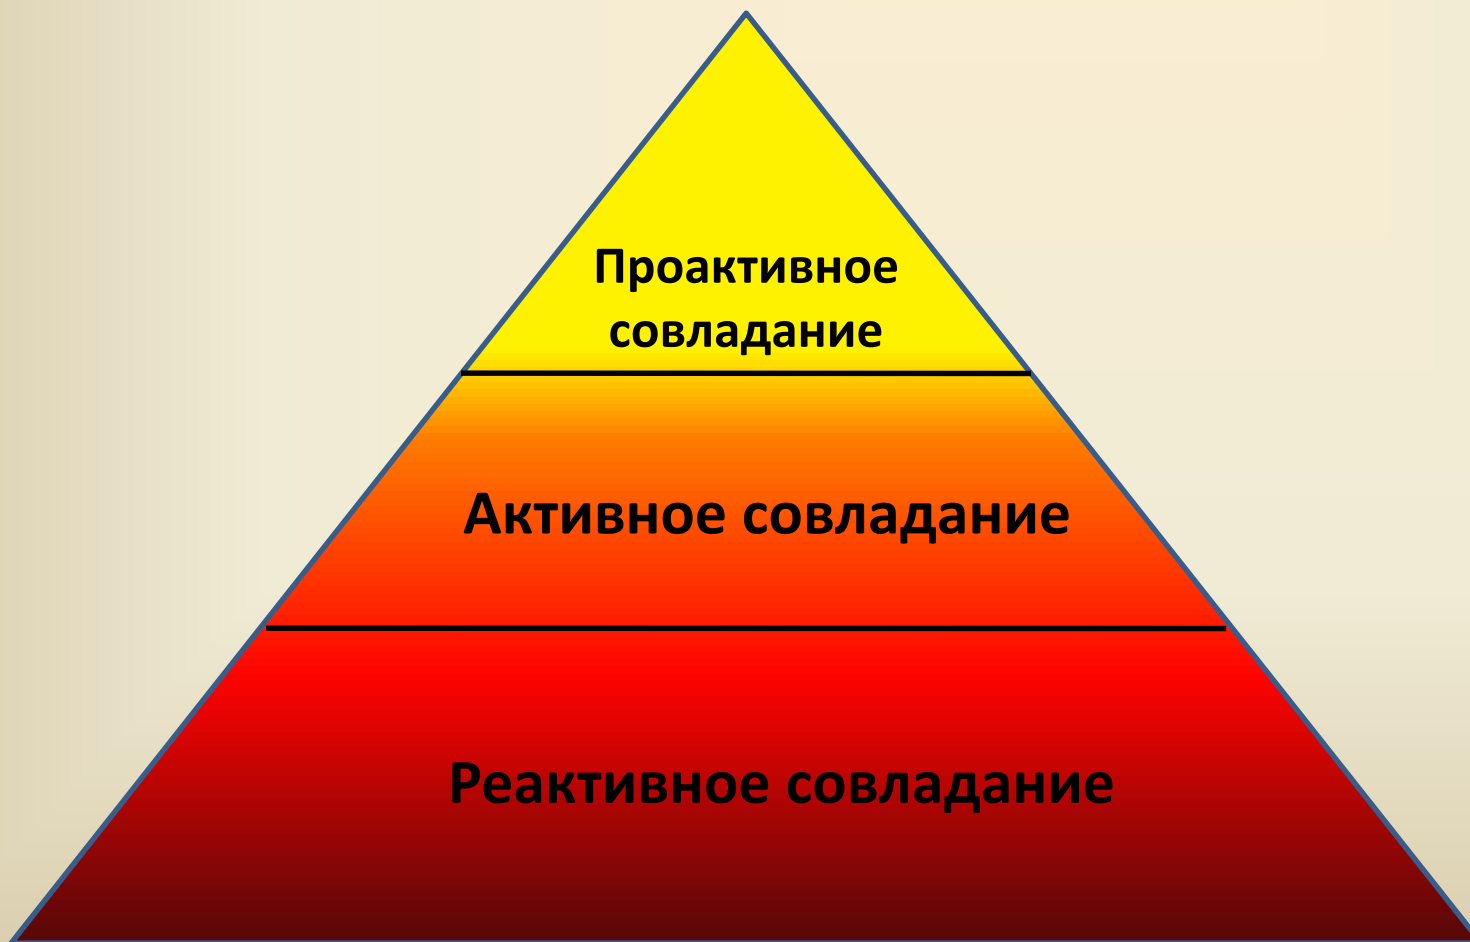 Проактивное
совладание
Активное совладание
Реактивное совладание